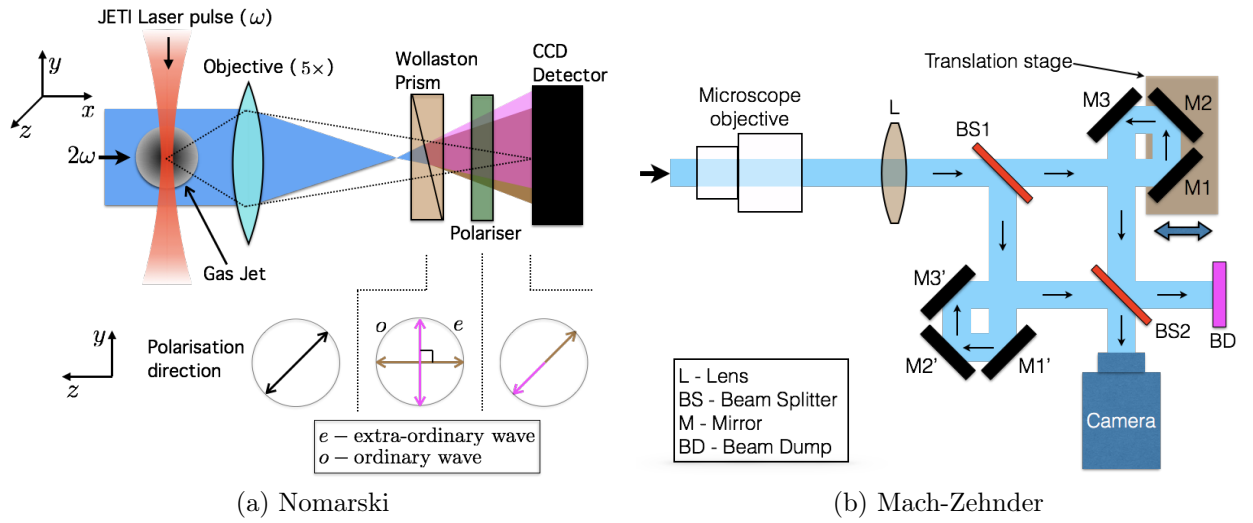 JETI Laser pulse (ω)
y
x
z
Objective (5×)
Wollaston
Prism
CCD
Detector
2ω
Polariser
Gas Jet
y
z
Polarisation
direction
o
e
e – extra-ordinary wave
o – ordinary wave
(a) Nomarski
Translation stage
Microscope
objective
L
BS1
M3
M2
M1
M3'
M2'
M1'
BS2
BD
L - Lens
BS - Beam Splitter
M - Mirror
BD - Beam Dump
Camera
(b) Mach-Zehnder